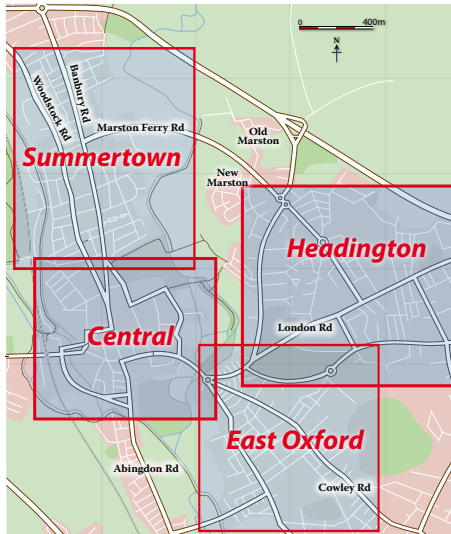 0 400m
N
Woodstock Rd
Banbury Rd
Marston Ferry Rd
Old
Marston
Summertown
New
Marston
Headington
Central
London Rd
East Oxford
Abingdon Rd
Cowley Rd